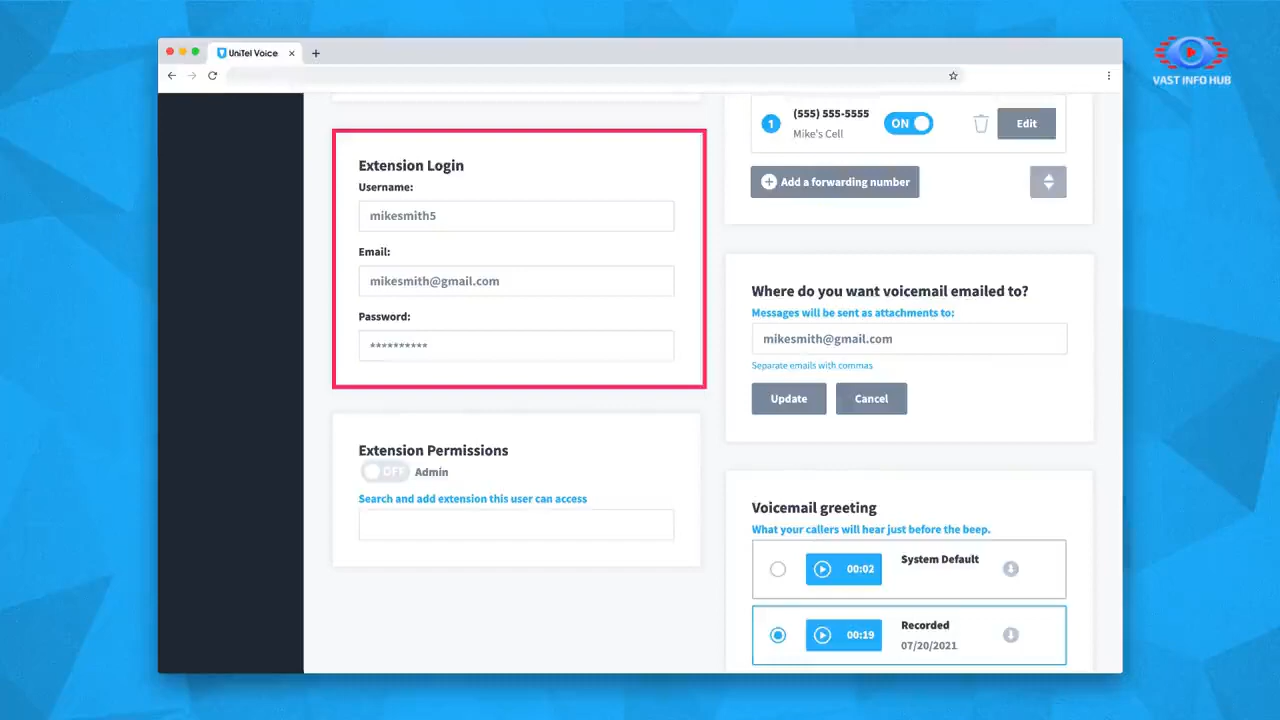 UniTel Voice
VAST INFO HUB
Extension Login
Username:
mikesmith5
Email:
mikesmith@gmail.com
Password:
**********
Extension Permissions
OFF Admin
Search and add extension this user can access
1 (555) 555-5555 ON Edit
Mike's Cell
Add a forwarding number
Where do you want voicemail emailed to?
Messages will be sent as attachments to:
mikesmith@gmail.com
Separate emails with commas
Update Cancel
Voicemail greeting
What your callers will hear just before the beep.
00:02 System Default
00:19 Recorded
07/20/2021